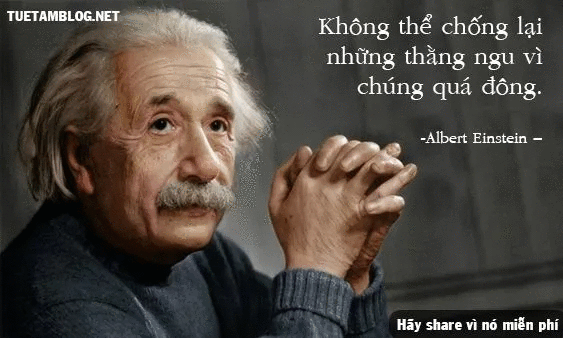 TUETAMBLOG.NET
Không thể chống lại
những thằng ngu vì
chúng quá đông.
-Albert Einstein –
Hãy share vì nó miễn phí